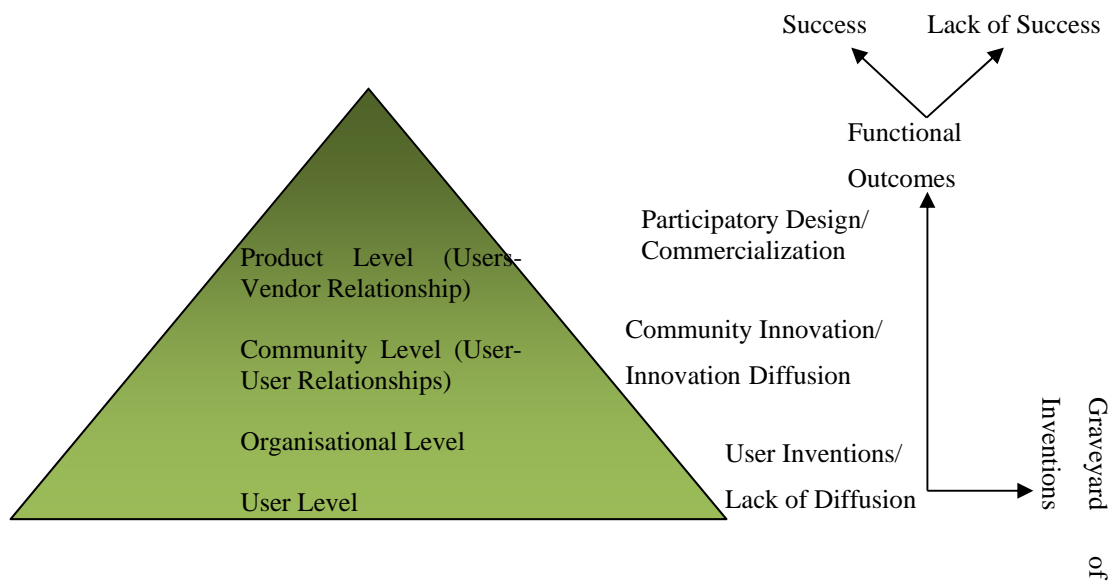 Success
Lack of Success
Functional
Outcomes
Participatory Design/
Commercialization
Product Level (Users-
Vendor Relationship)
Community Level (User-
User Relationships)
Community Innovation/
Innovation Diffusion
Organisational Level
User Level
User Inventions/
Lack of Diffusion
Graveyard of
Inventions